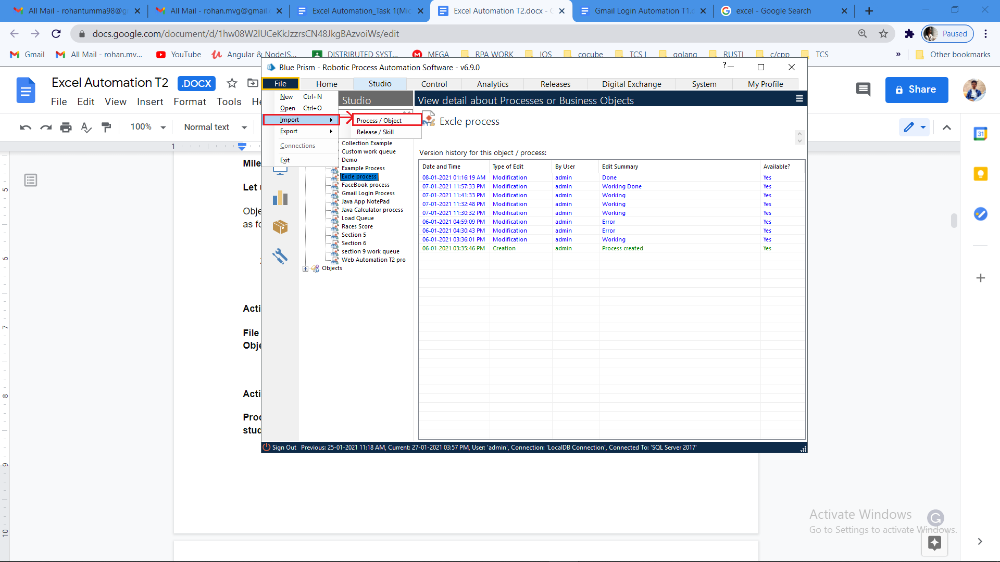 All Mail - rohantumma98@g
All Mail - rohan.mvg@gmail.
Excel Automation_Task 1(Mic
Excel Automation T2.docx - G
Gmail Login Automation T1.d
excel - Google Search
docs.google.com/document/d/1hw08W2lUCeKkJzzrsCN48JkgBAzvoiWs/edit
Paused
Gmail
All Mail - rohan.mv...
YouTube
Angular & NodeJS...
DISTRIBUTED SYST...
MEGA
RPA WORK
IOS
cocube
TCS I
golang
RUSTI
c/cpp
TCS
»
Other bookmarks
Excel Automation T2
.DOCX
File Edit View Insert Format Tools He
Share
100%
Normal text
1
31
Mile
Let u
Obje
as fo
Acti
File
Obje
Acti
Proc
stud
5
6
7
8
9
10
Blue Prism - Robotic Process Automation Software - v6.9.0
?
File Home Studio Control Analytics Releases Digital Exchange System My Profile
New Ctrl+N
Open Ctrl+O
Import
Export
Connections
Exit
Process / Object
Release / Skill
Studio
View detail about Processes or Business Objects
Excle process
Collection Example
Custom work queue
Demo
Example Process
Excle process
FaceBook process
Gmail LogIn Process
Java App NotePad
Java Calculator process
Load Queue
Races Score
Section 5
Section 6
section 9 work queue
Web Automation T2 pro
Objects
Version history for this object / process:
Date and Time Type of Edit By User Edit Summary Available?
08-01-2021 01:16:19 AM Modification admin Done Yes
07-01-2021 11:57:33 PM Modification admin Working Done Yes
07-01-2021 11:41:33 PM Modification admin Working Yes
07-01-2021 11:32:48 PM Modification admin Working Yes
07-01-2021 11:30:32 PM Modification admin Working Yes
06-01-2021 04:59:09 PM Modification admin Error Yes
06-01-2021 04:30:43 PM Modification admin Error Yes
06-01-2021 03:36:01 PM Modification admin Working Yes
06-01-2021 03:35:46 PM Creation admin Process created Yes
Sign Out Previous: 25-01-2021 11:18 AM, Current: 27-01-2021 03:57 PM, User: 'admin', Connection: 'LocalDB Connection', Connected To: 'SQL Server 2017'
Activate Windows
Go to Settings to activate Windows.